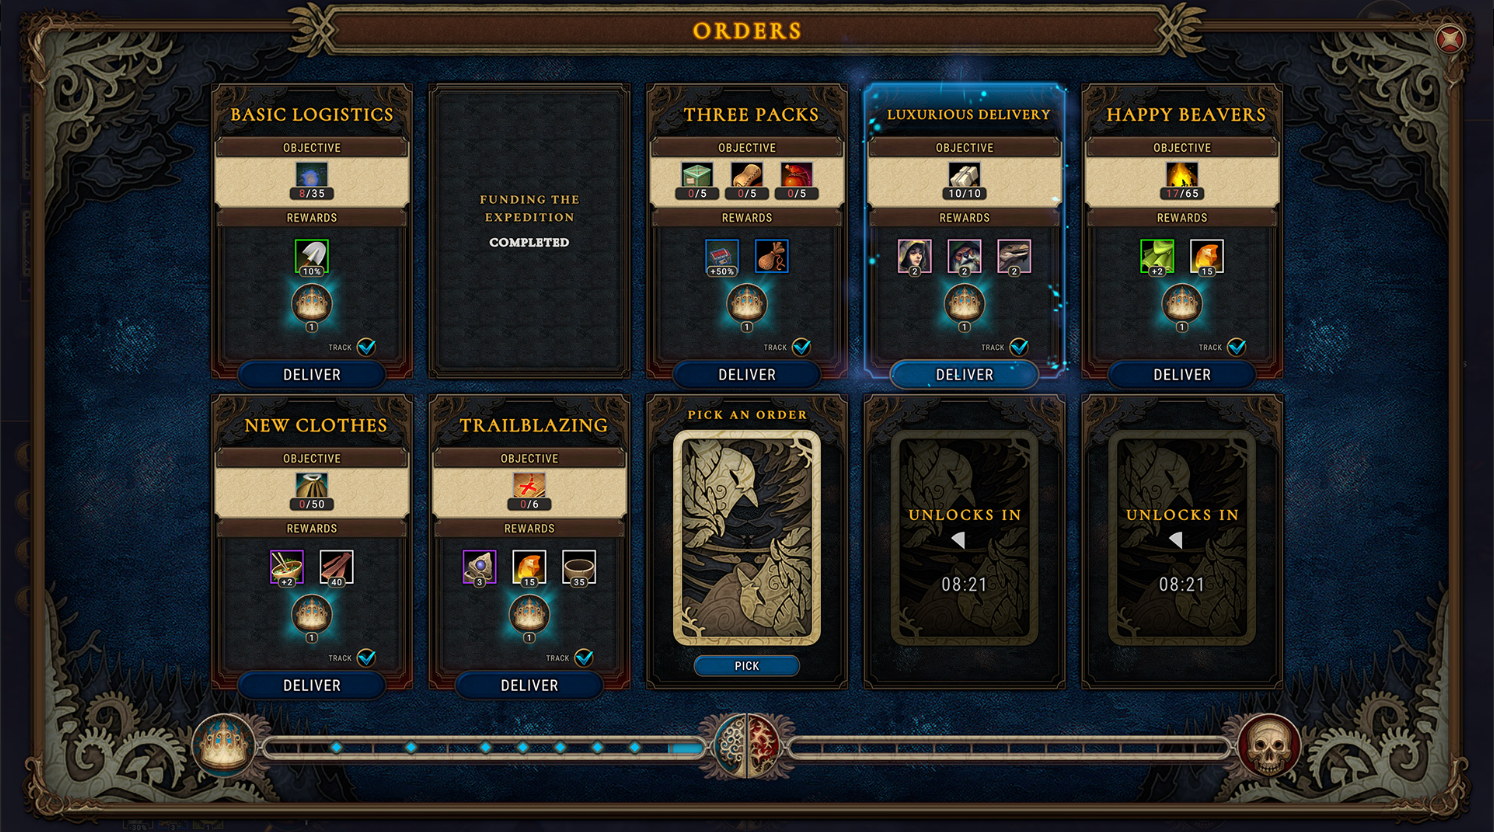 ORDERS
BASIC LOGISTICS
OBJECTIVE
8/35
REWARDS
10%
1
TRACK
DELIVER
FUNDING THE
EXPEDITION
COMPLETED
THREE PACKS
OBJECTIVE
0/5 0/5 0/5
REWARDS
+50%
1
TRACK
DELIVER
LUXURIOUS DELIVERY
OBJECTIVE
10/10
REWARDS
2 2 2
1
TRACK
DELIVER
HAPPY BEAVERS
OBJECTIVE
17/65
REWARDS
+2 15
1
TRACK
DELIVER
NEW CLOTHES
OBJECTIVE
0/50
REWARDS
+2 40
1
TRACK
DELIVER
TRAILBLAZING
OBJECTIVE
0/6
REWARDS
3 15 35
1
TRACK
DELIVER
PICK AN ORDER
PICK
UNLOCKS IN
08:21
UNLOCKS IN
08:21